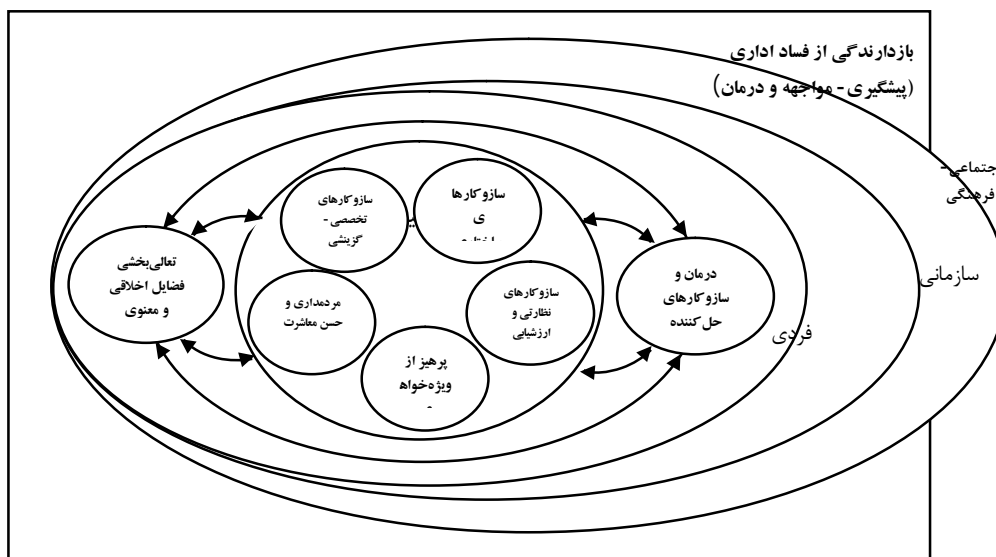 بازدارندگی از فساد اداری
(پیشگیری - مواجهه و درمان)
جتماعی -
فرهنگی
سازمانی
فردی
درمان و
سازوکارهای
حل‌کننده
سازوکارها
ی
سازوکارهای
تخصصی -
گزینشی
سازوکارهای
نظارتی و
ارزشیابی
مردمداری و
حسن معاشرت
پرهیز از
ویژه‌خواه
تعالی‌بخشی
فضایل اخلاقی
و معنوی